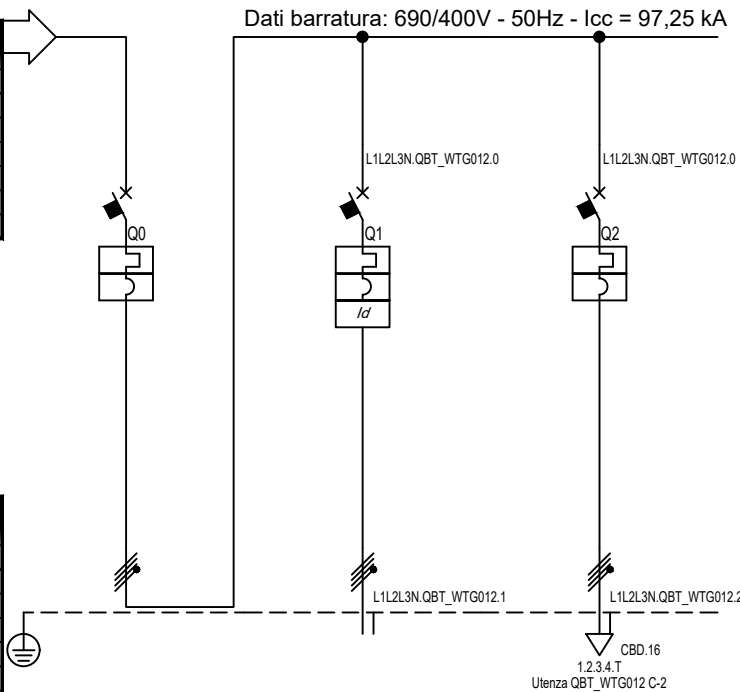 Dati barratura: 690/400V - 50Hz - Icc = 97,25 kA
L1L2L3N.QBT_WTG012.0
L1L2L3N.QBT_WTG012.0
Q0
Q1
Q2
Id
L1L2L3N.QBT_WTG012.1
L1L2L3N.QBT_WTG012.2
CBD.16
1.2.3.4.T
Utenza QBT_WTG012 C-2